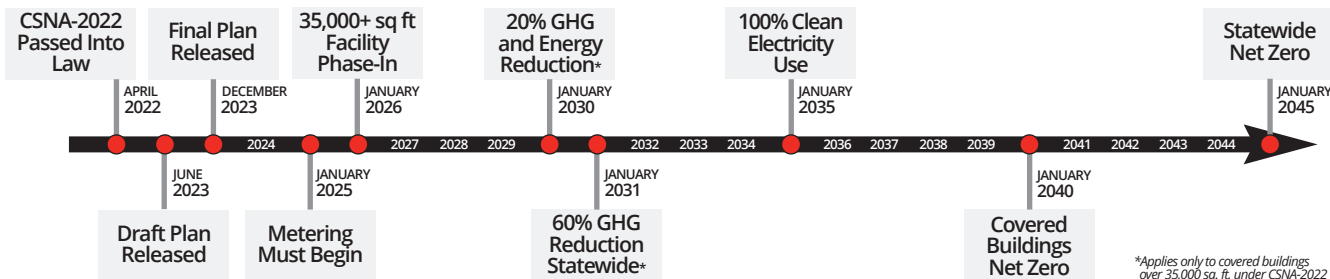 CSNA-2022
Passed Into
Law
APRIL
2022
Final Plan
Released
DECEMBER
2023
35,000+ sq ft
Facility
Phase-In
JANUARY
2026
20% GHG
and Energy
Reduction*
JANUARY
2030
100% Clean
Electricity
Use
JANUARY
2035
Statewide
Net Zero
JANUARY
2045
2024 2027 2028 2029 2032 2033 2034 2036 2037 2038 2039 2041 2042 2043 2044
JUNE
2023
Draft Plan
Released
JANUARY
2025
Metering
Must Begin
JANUARY
2031
60% GHG
Reduction
Statewide*
JANUARY
2040
Covered
Buildings
Net Zero
*Applies only to covered buildings
over 35,000 sq. ft. under CSNA-2022